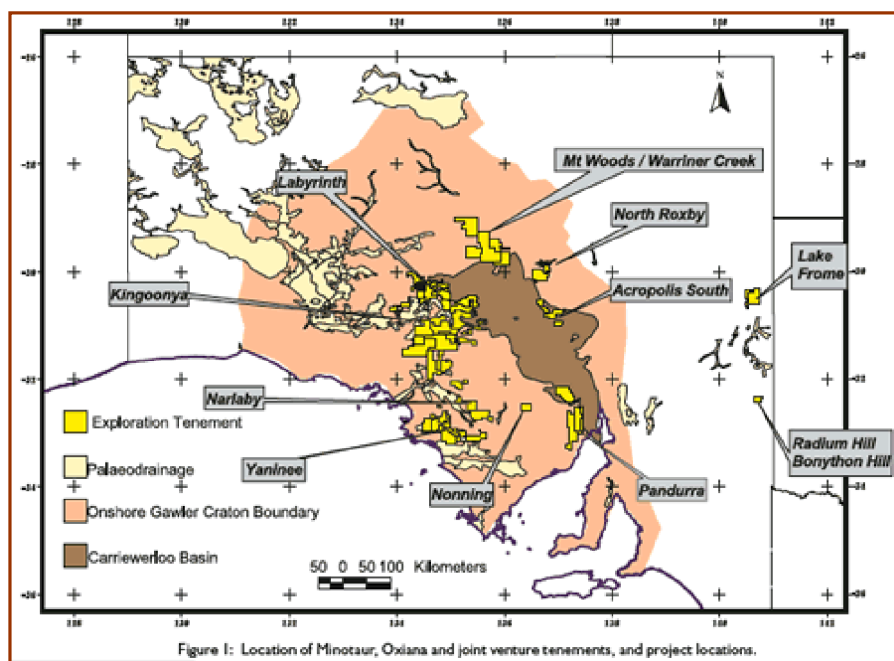 N
Mt Woods / Warriner Creek
Labyrinth
North Roxby
Lake
Frome
Kingoonya
Acropolis South
Narlaby
Exploration Tenement
Palaeodrainage
Yaninee
Radium Hill
Bonython Hill
Nonning
Pandurra
Onshore Gawler Craton Boundary
Carriewerloo Basin
50 0 50 100 Kilometers
Figure 1: Location of Minotaur, Oxiana and joint venture tenements, and project locations.